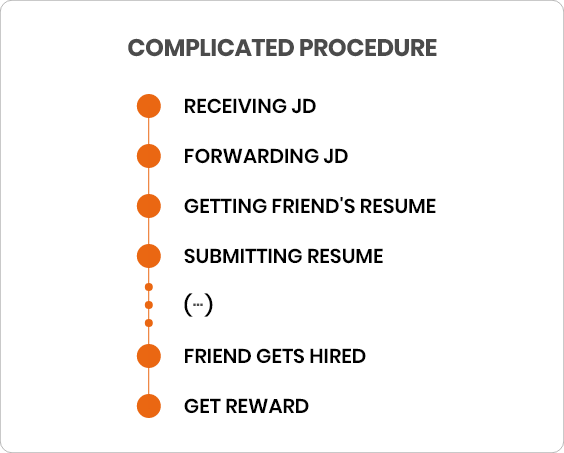 COMPLICATED PROCEDURE
RECEIVING JD
FORWARDING JD
GETTING FRIEND'S RESUME
SUBMITTING RESUME
(...)
FRIEND GETS HIRED
GET REWARD